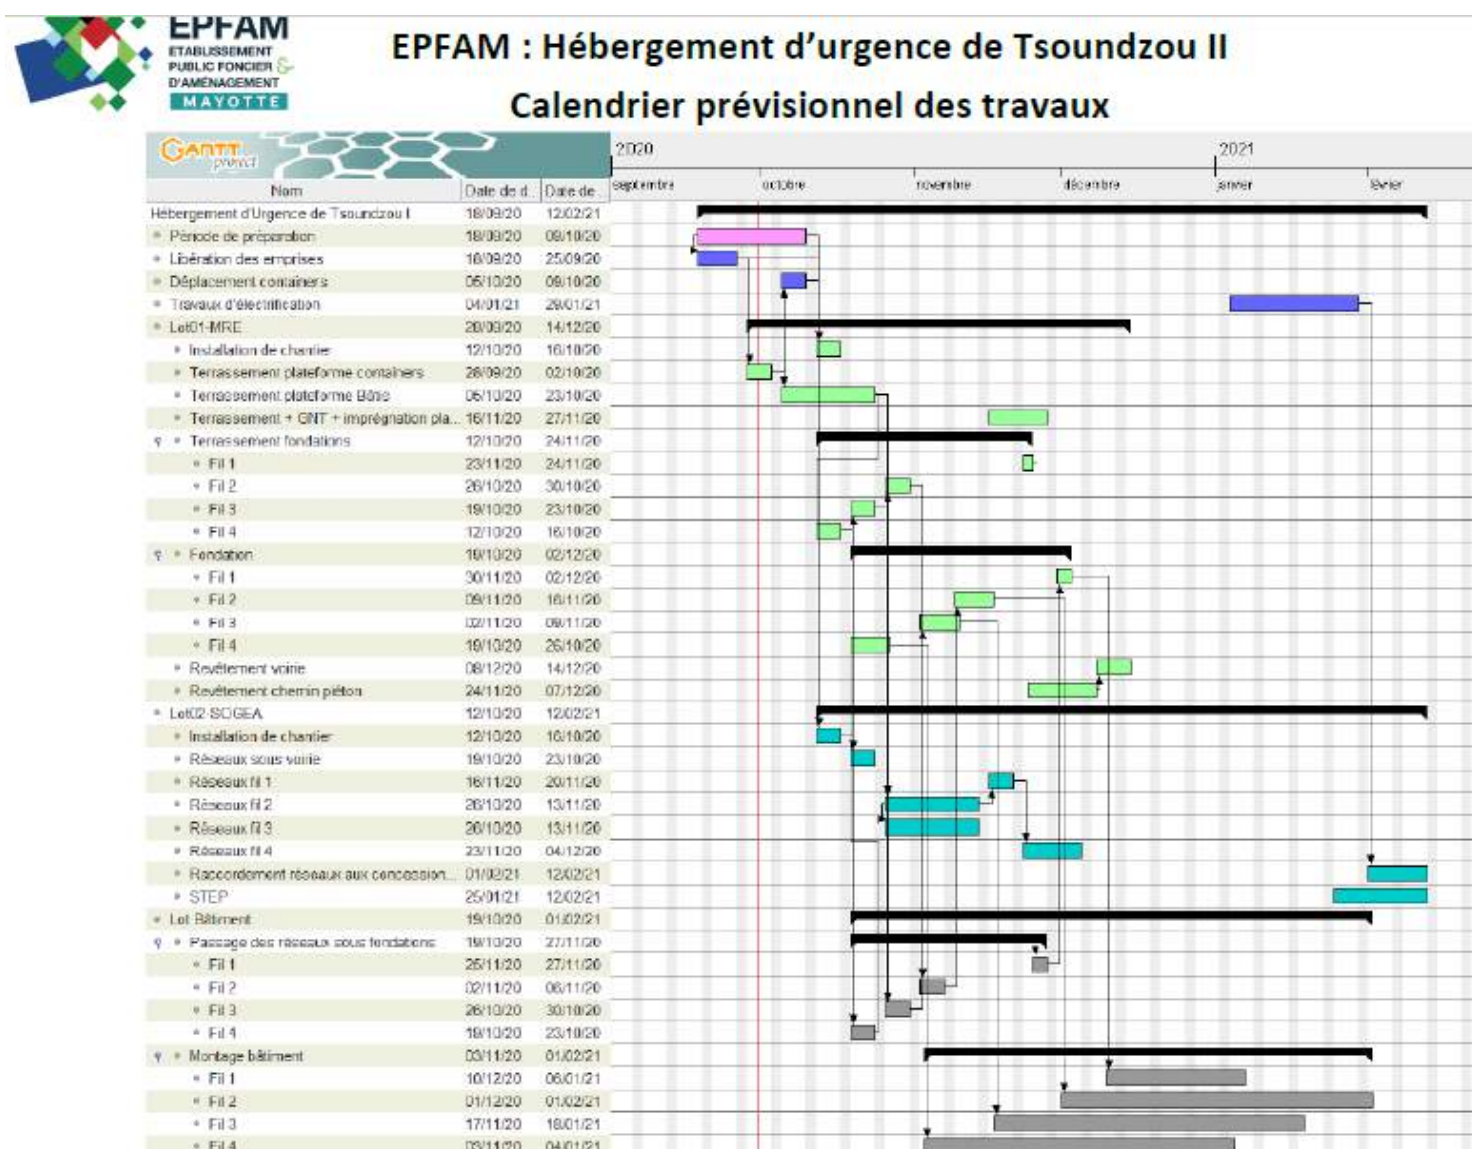 EPFAM
ETABLISSEMENT
PUBLIC FONCIER &
D'AMÉNAGEMENT
MAYOTTE
EPFAM : Hébergement d'urgence de Tsoundzou II
Calendrier prévisionnel des travaux
GANTT project
2020 2021
Nom Date de d... Date de...
septembre octobre novembre décembre janvier février
Hébergement d'Urgence de Tsoundzou I 18/09/20 12/02/21
Période de préparation 18/09/20 09/10/20
Libération des emprises 18/09/20 25/09/20
Déplacement containers 05/10/20 09/10/20
Travaux d'électrification 04/01/21 29/01/21
Lot01-MRE 28/09/20 14/12/20
Installation de chantier 12/10/20 16/10/20
Terrassement plateforme containers 28/09/20 02/10/20
Terrassement plateforme Bâtis 05/10/20 23/10/20
Terrassement + GNT + imprégnation pla... 16/11/20 27/11/20
Terrassement fondations 12/10/20 24/11/20
Fil 1 23/11/20 24/11/20
Fil 2 26/10/20 30/10/20
Fil 3 19/10/20 23/10/20
Fil 4 12/10/20 16/10/20
Fondation 19/10/20 02/12/20
Fil 1 30/11/20 02/12/20
Fil 2 09/11/20 16/11/20
Fil 3 02/11/20 09/11/20
Fil 4 19/10/20 26/10/20
Revêtement voirie 08/12/20 14/12/20
Revêtement chemin piéton 24/11/20 07/12/20
Lot02-SOGEA 12/10/20 12/02/21
Installation de chantier 12/10/20 16/10/20
Réseaux sous voirie 19/10/20 23/10/20
Réseaux fil 1 16/11/20 20/11/20
Réseaux fil 2 26/10/20 13/11/20
Réseaux fil 3 26/10/20 13/11/20
Réseaux fil 4 23/11/20 04/12/20
Raccordement réseaux aux concession... 01/02/21 12/02/21
STEP 25/01/21 12/02/21
Lot Bâtiment 19/10/20 01/02/21
Passage des réseaux sous fondations 19/10/20 27/11/20
Fil 1 25/11/20 27/11/20
Fil 2 02/11/20 06/11/20
Fil 3 26/10/20 30/10/20
Fil 4 19/10/20 23/10/20
Montage bâtiment 03/11/20 01/02/21
Fil 1 10/12/20 06/01/21
Fil 2 01/12/20 01/02/21
Fil 3 17/11/20 18/01/21
Fil 4 03/11/20 04/01/21